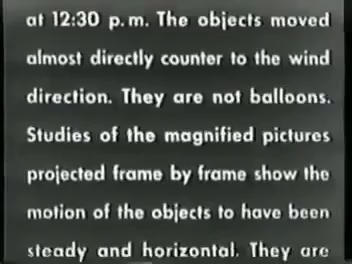 at 12:30 p.m. The objects moved
almost directly counter to the wind
direction. They are not balloons.
Studies of the magnified pictures
projected frame by frame show the
motion of the objects to have been
steady and horizontal. They are